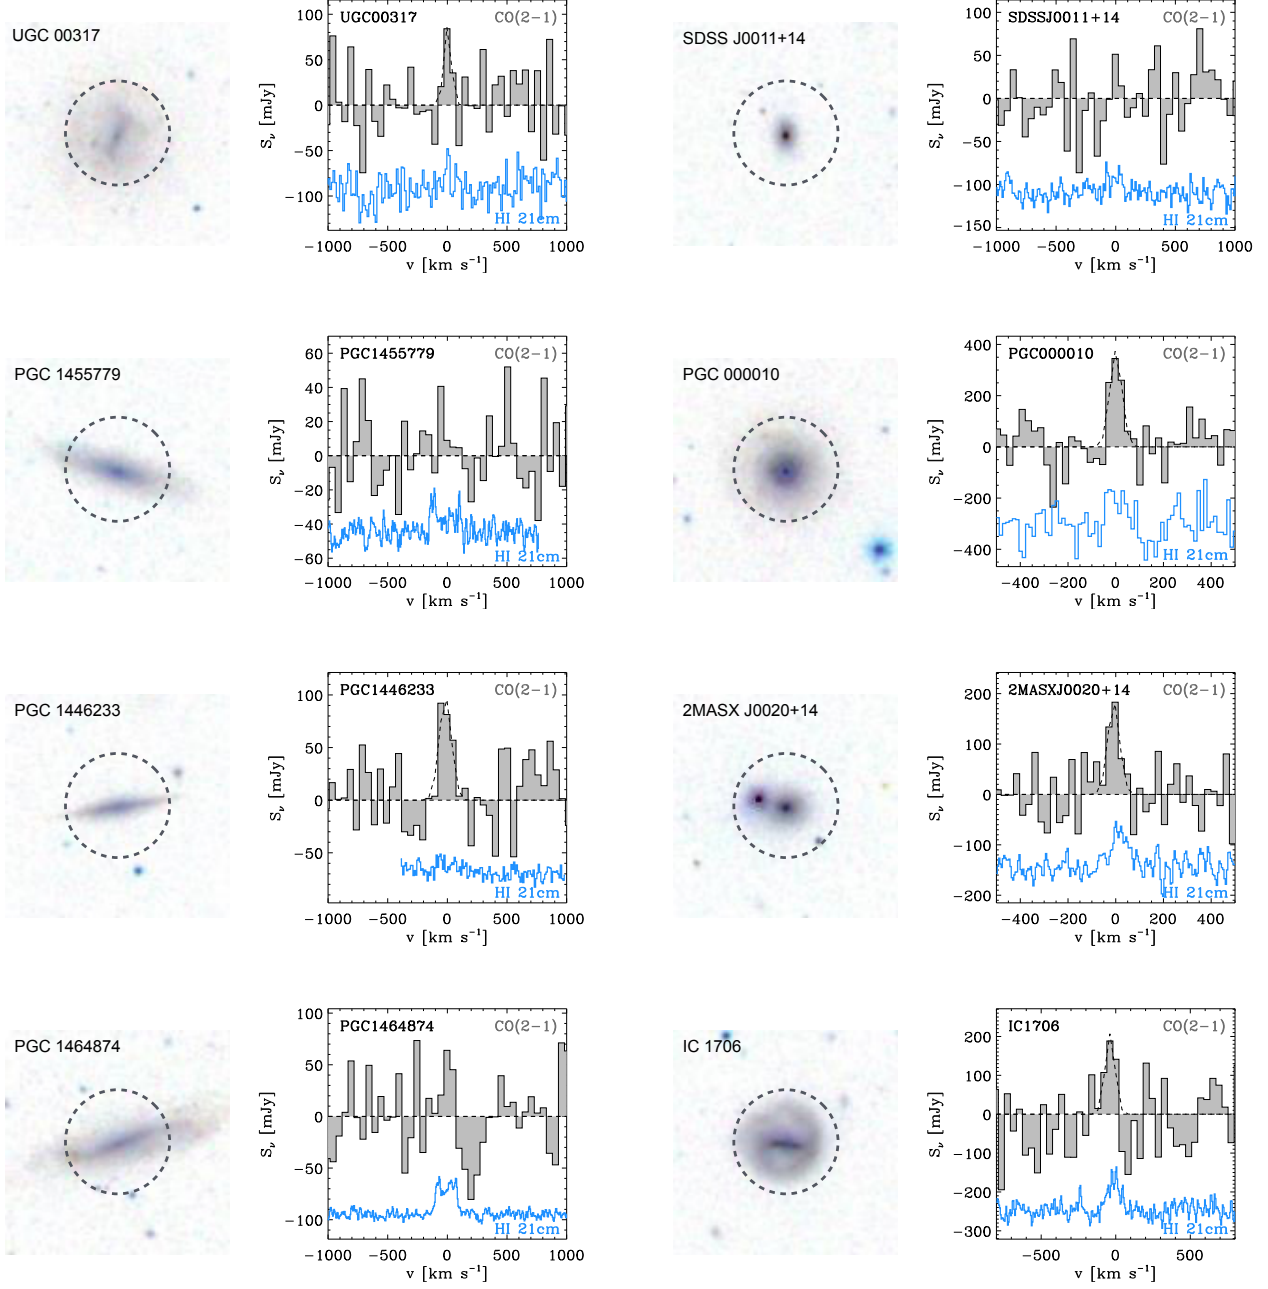 UGC 00317
UGC00317 CO(2-1)
100
50
0
-50
-100
Sν [mJy]
HI 21cm
-1000 -500 0 500 1000
v [km s-1]
SDSS J0011+14
SDSSJ0011+14 CO(2-1)
100
50
0
-50
-100
-150
Sν [mJy]
HI 21cm
-1000 -500 0 500 1000
v [km s-1]
PGC 1455779
PGC1455779 CO(2-1)
60
40
20
0
-20
-40
-60
Sν [mJy]
HI 21cm
-1000 -500 0 500 1000
v [km s-1]
PGC 000010
PGC000010 CO(2-1)
400
200
0
-200
-400
Sν [mJy]
HI 21cm
-400 -200 0 200 400
v [km s-1]
PGC 1446233
PGC1446233 CO(2-1)
100
50
0
-50
Sν [mJy]
HI 21cm
-1000 -500 0 500 1000
v [km s-1]
2MASX J0020+14
2MASXJ0020+14 CO(2-1)
200
100
0
-100
-200
Sν [mJy]
HI 21cm
-400 -200 0 200 400
v [km s-1]
PGC 1464874
PGC1464874 CO(2-1)
100
50
0
-50
-100
Sν [mJy]
HI 21cm
-1000 -500 0 500 1000
v [km s-1]
IC 1706
IC1706 CO(2-1)
200
100
0
-100
-200
-300
Sν [mJy]
HI 21cm
-500 0 500
v [km s-1]